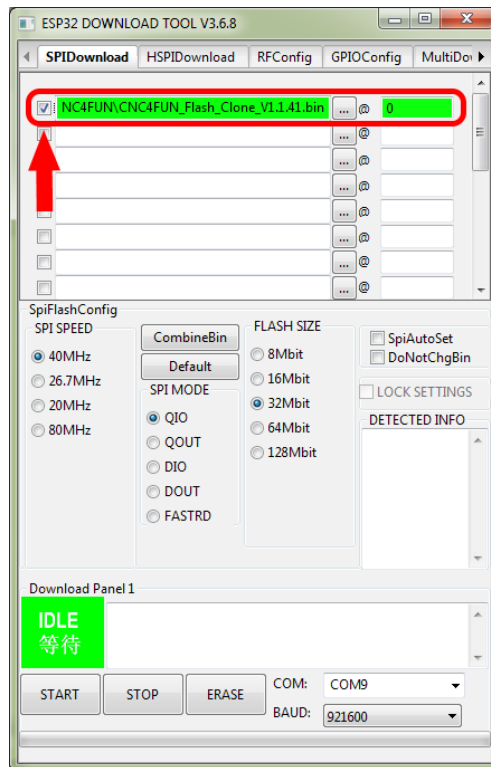 ESP32 DOWNLOAD TOOL V3.6.8
SPIDownload HSPIDownload RFConfig GPIOConfig MultiDo
NC4FUN\CNC4FUN_Flash_Clone_V1.1.41.bin ... @ 0
... @
... @
... @
... @
... @
... @
... @
SpiFlashConfig
SPI SPEED
40MHz
26.7MHz
20MHz
80MHz
CombineBin
Default
SPI MODE
QIO
QOUT
DIO
DOUT
FASTRD
FLASH SIZE
8Mbit
16Mbit
32Mbit
64Mbit
128Mbit
SpiAutoSet
DoNotChgBin
LOCK SETTINGS
DETECTED INFO
Download Panel 1
IDLE
等待
START STOP ERASE
COM: COM9
BAUD: 921600